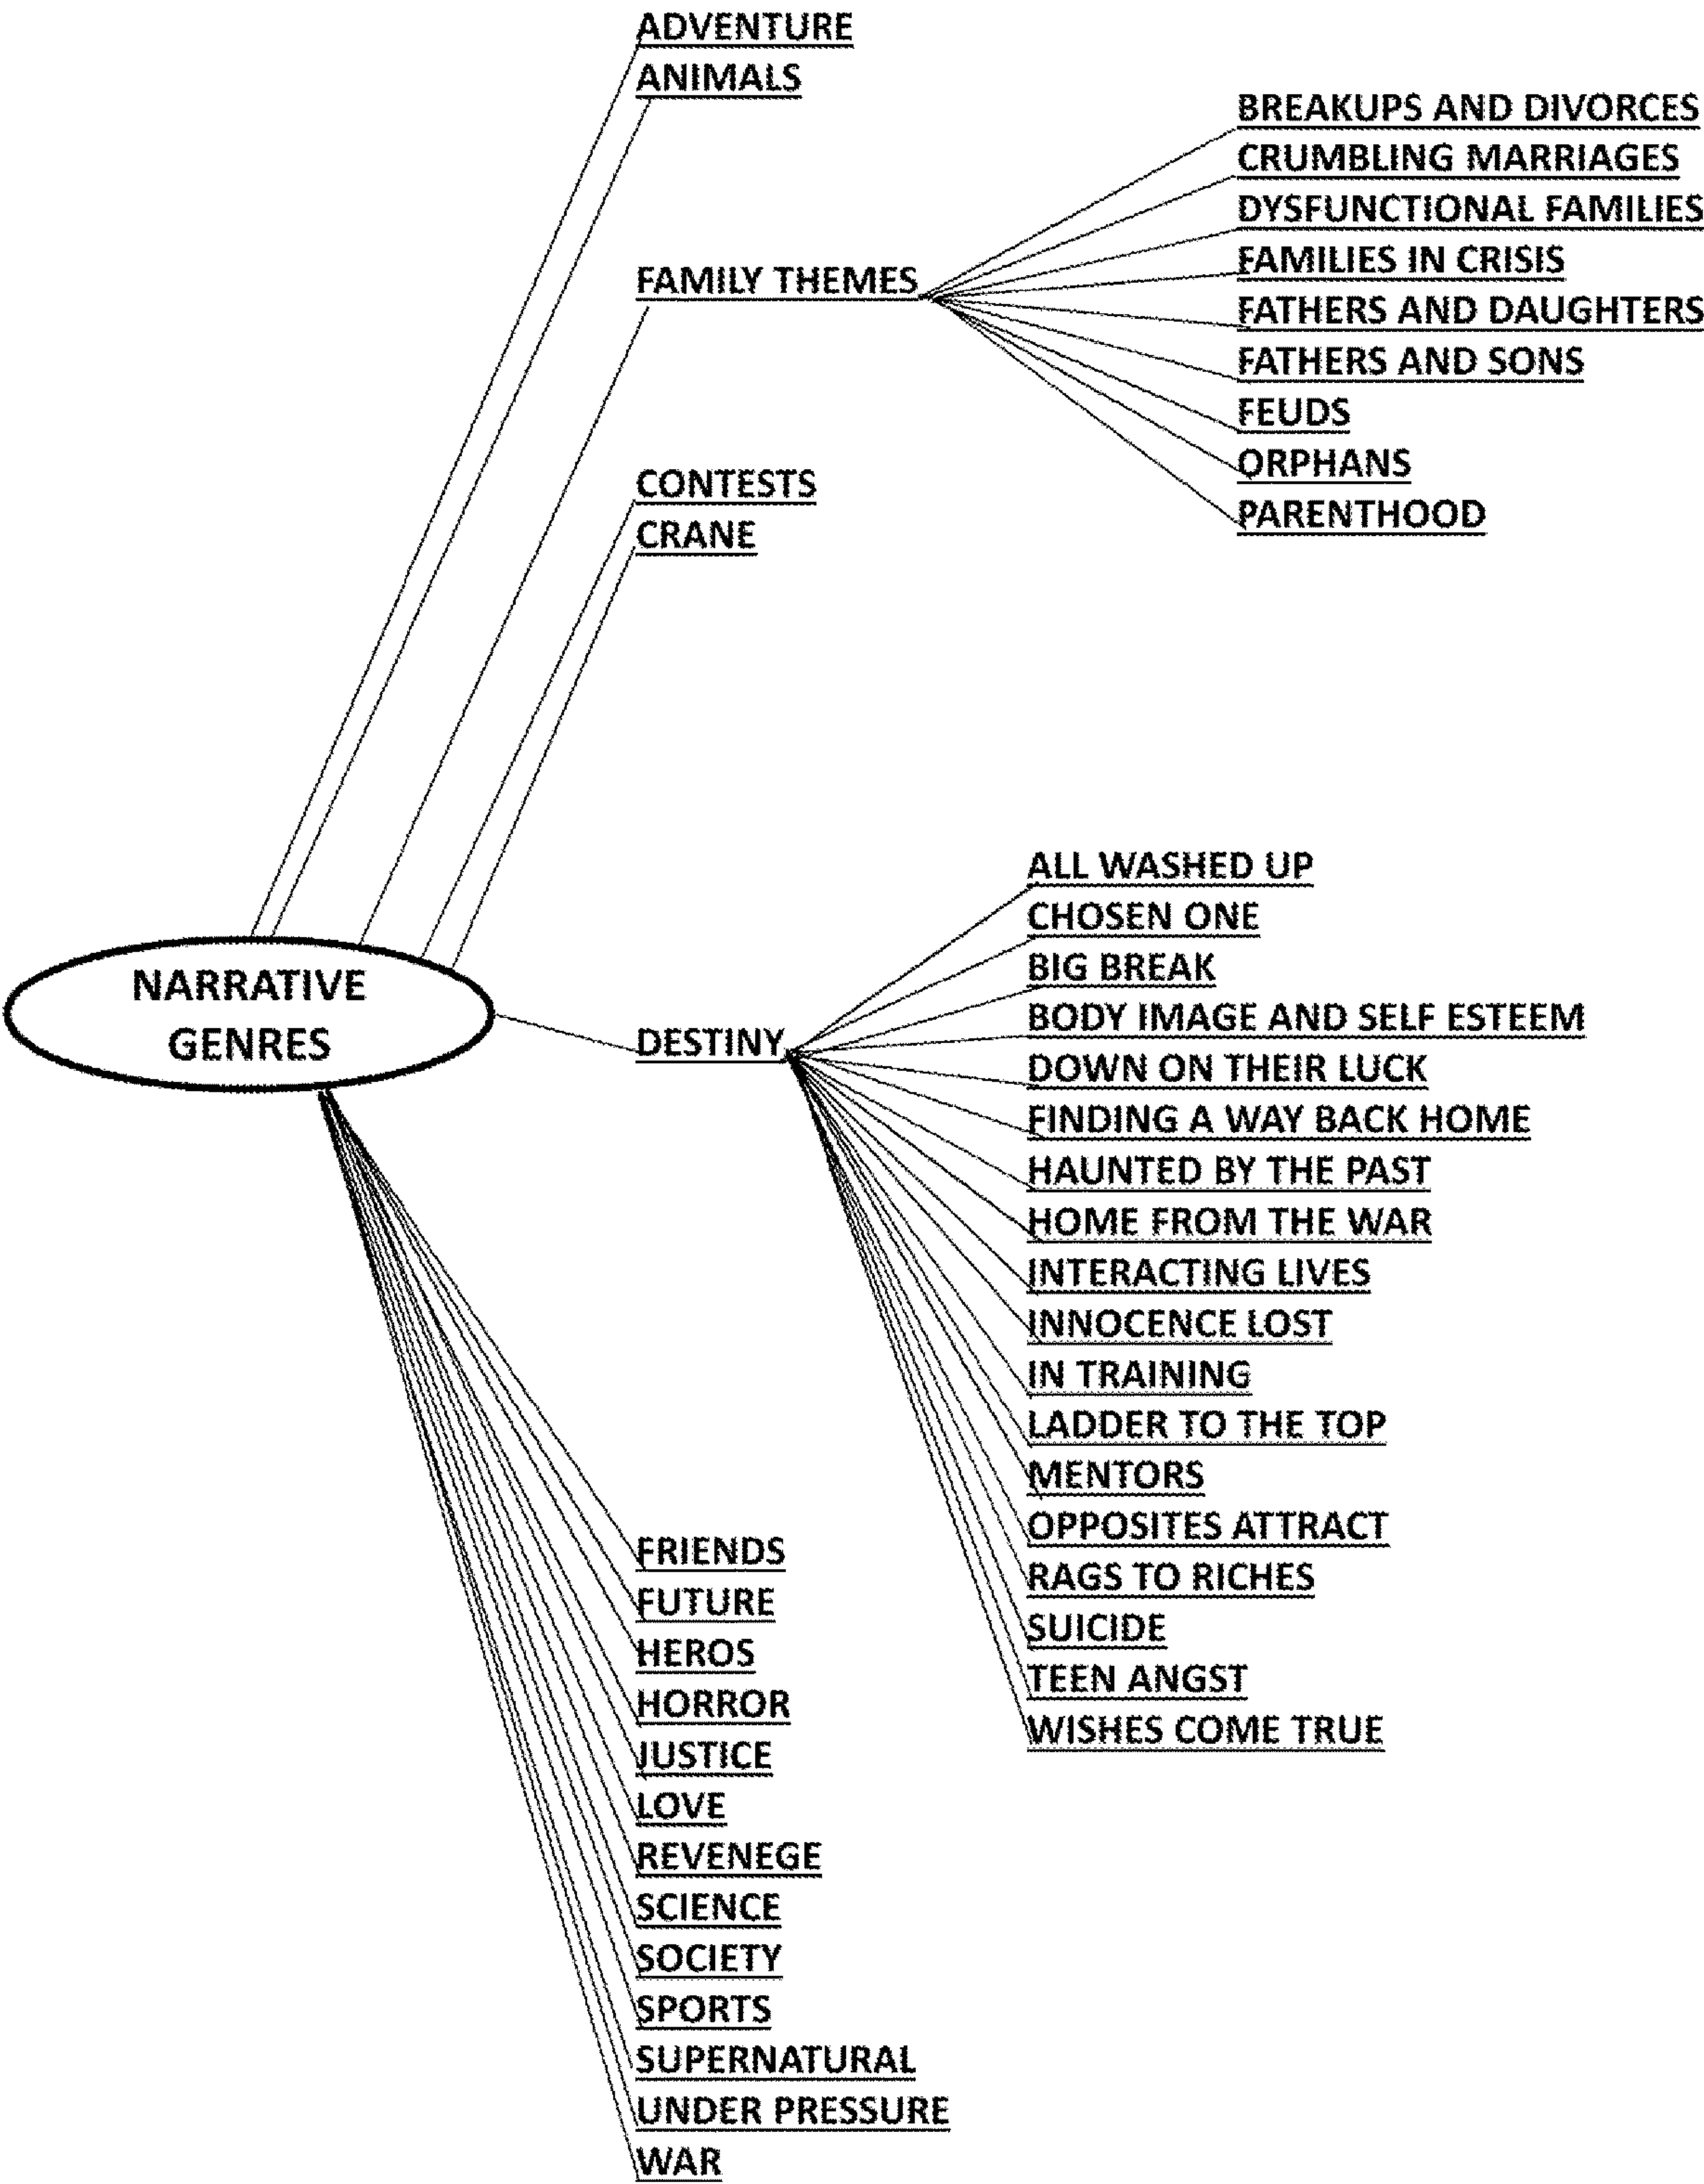 ADVENTURE
ANIMALS
FAMILY THEMES
BREAKUPS AND DIVORCES
CRUMBLING MARRIAGES
DYSFUNCTIONAL FAMILIES
FAMILIES IN CRISIS
FATHERS AND DAUGHTERS
FATHERS AND SONS
FEUDS
ORPHANS
PARENTHOOD
CONTESTS
CRANE
NARRATIVE
GENRES
DESTINY
ALL WASHED UP
CHOSEN ONE
BIG BREAK
BODY IMAGE AND SELF ESTEEM
DOWN ON THEIR LUCK
FINDING A WAY BACK HOME
HAUNTED BY THE PAST
HOME FROM THE WAR
INTERACTING LIVES
INNOCENCE LOST
IN TRAINING
LADDER TO THE TOP
MENTORS
OPPOSITES ATTRACT
RAGS TO RICHES
SUICIDE
TEEN ANGST
WISHES COME TRUE
FRIENDS
FUTURE
HEROS
HORROR
JUSTICE
LOVE
REVENEGE
SCIENCE
SOCIETY
SPORTS
SUPERNATURAL
UNDER PRESSURE
WAR